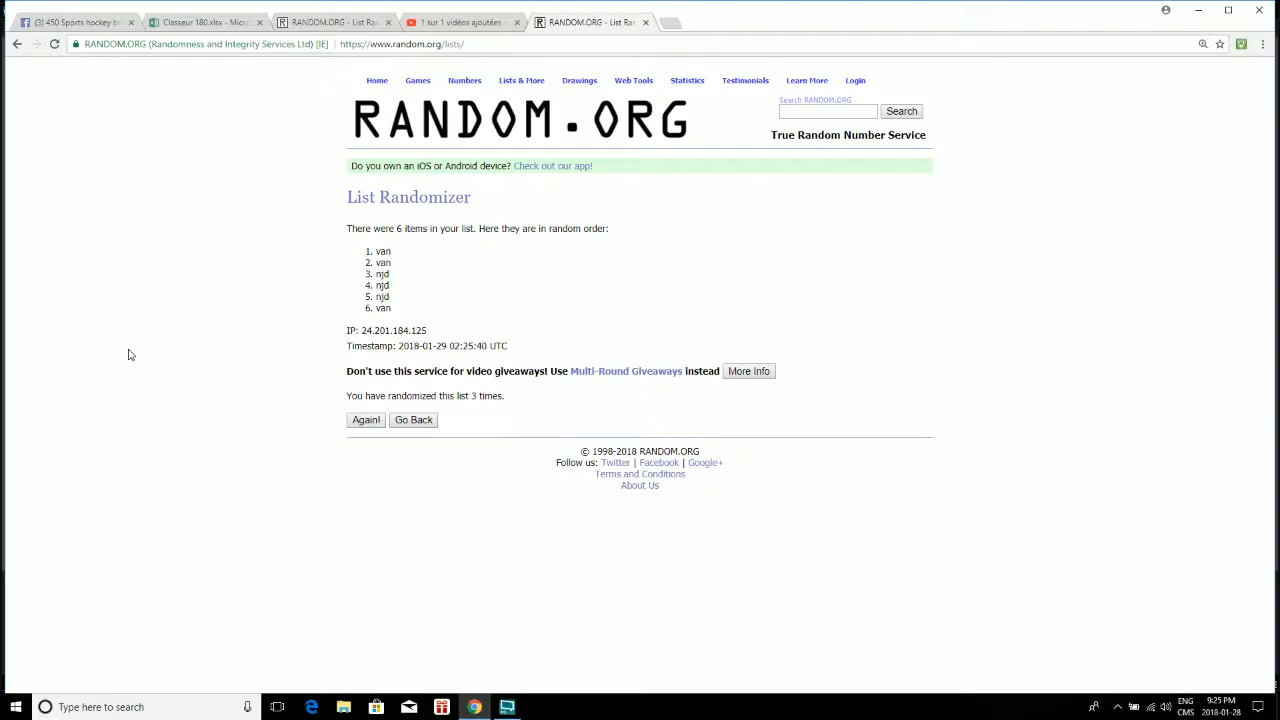 (3) 450 Sports hockey be
Classeur 180.xlsx - Micro
RANDOM.ORG - List Ra
1 sur 1 vidéos ajoutées
RANDOM.ORG - List Ra
RANDOM.ORG (Randomness and Integrity Services Ltd) [IE] | https://www.random.org/lists/
Home Games Numbers Lists & More Drawings Web Tools Statistics Testimonials Learn More Login
RANDOM.ORG
Search RANDOM.ORG
Search
True Random Number Service
Do you own an iOS or Android device? Check out our app!
List Randomizer
There were 6 items in your list. Here they are in random order:
1. van
2. van
3. njd
4. njd
5. njd
6. van
IP: 24.201.184.125
Timestamp: 2018-01-29 02:25:40 UTC
Don't use this service for video giveaways! Use Multi-Round Giveaways instead More Info
You have randomized this list 3 times.
Again! Go Back
© 1998-2018 RANDOM.ORG
Follow us: Twitter | Facebook | Google+
Terms and Conditions
About Us
Type here to search
ENG
CMS
9:25 PM
2018-01-28